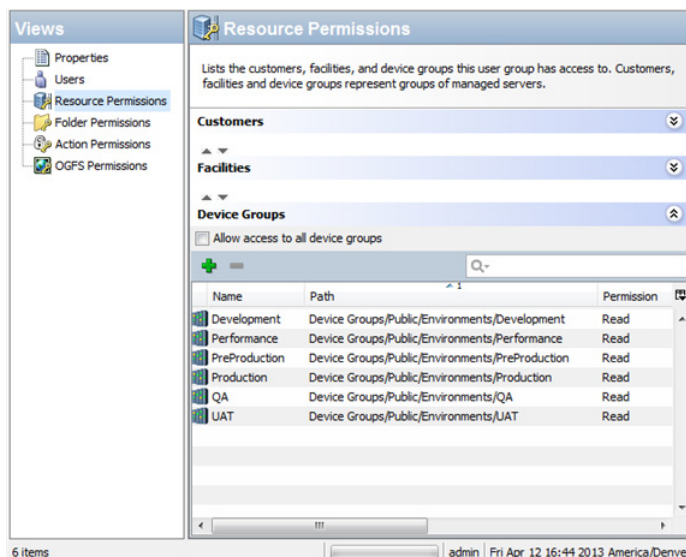 Views
Properties
Users
Resource Permissions
Folder Permissions
Action Permissions
OGFS Permissions
Resource Permissions
Lists the customers, facilities, and device groups this user group has access to. Customers,
facilities and device groups represent groups of managed servers.
Customers
Facilities
Device Groups
Allow access to all device groups
1
Name Path Permission
Development Device Groups/Public/Environments/Development Read
Performance Device Groups/Public/Environments/Performance Read
PreProduction Device Groups/Public/Environments/PreProduction Read
Production Device Groups/Public/Environments/Production Read
QA Device Groups/Public/Environments/QA Read
UAT Device Groups/Public/Environments/UAT Read
6 items admin Fri Apr 12 16:44 2013 America/Denve